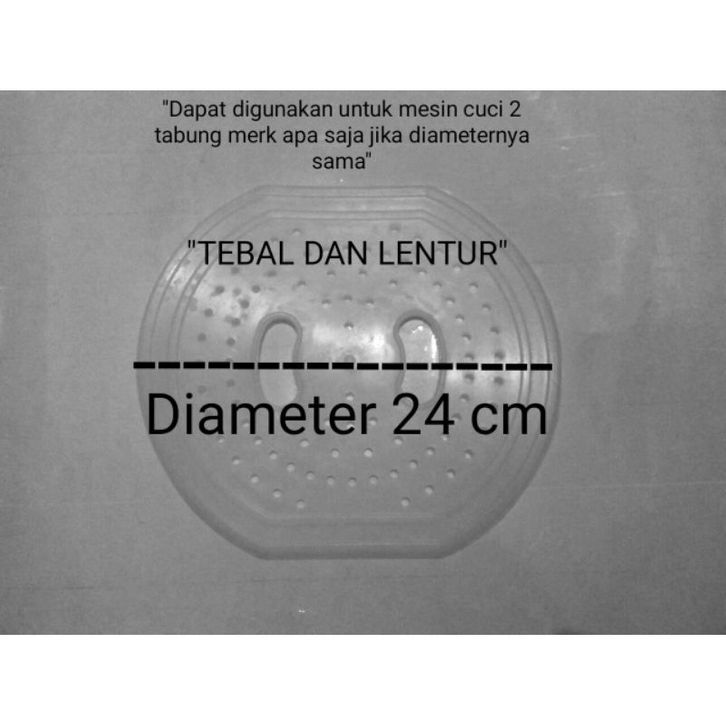 "Dapat digunakan untuk mesin cuci 2
tabung merk apa saja jika diameternya
sama"
"TEBAL DAN LENTUR"
Diameter 24 cm